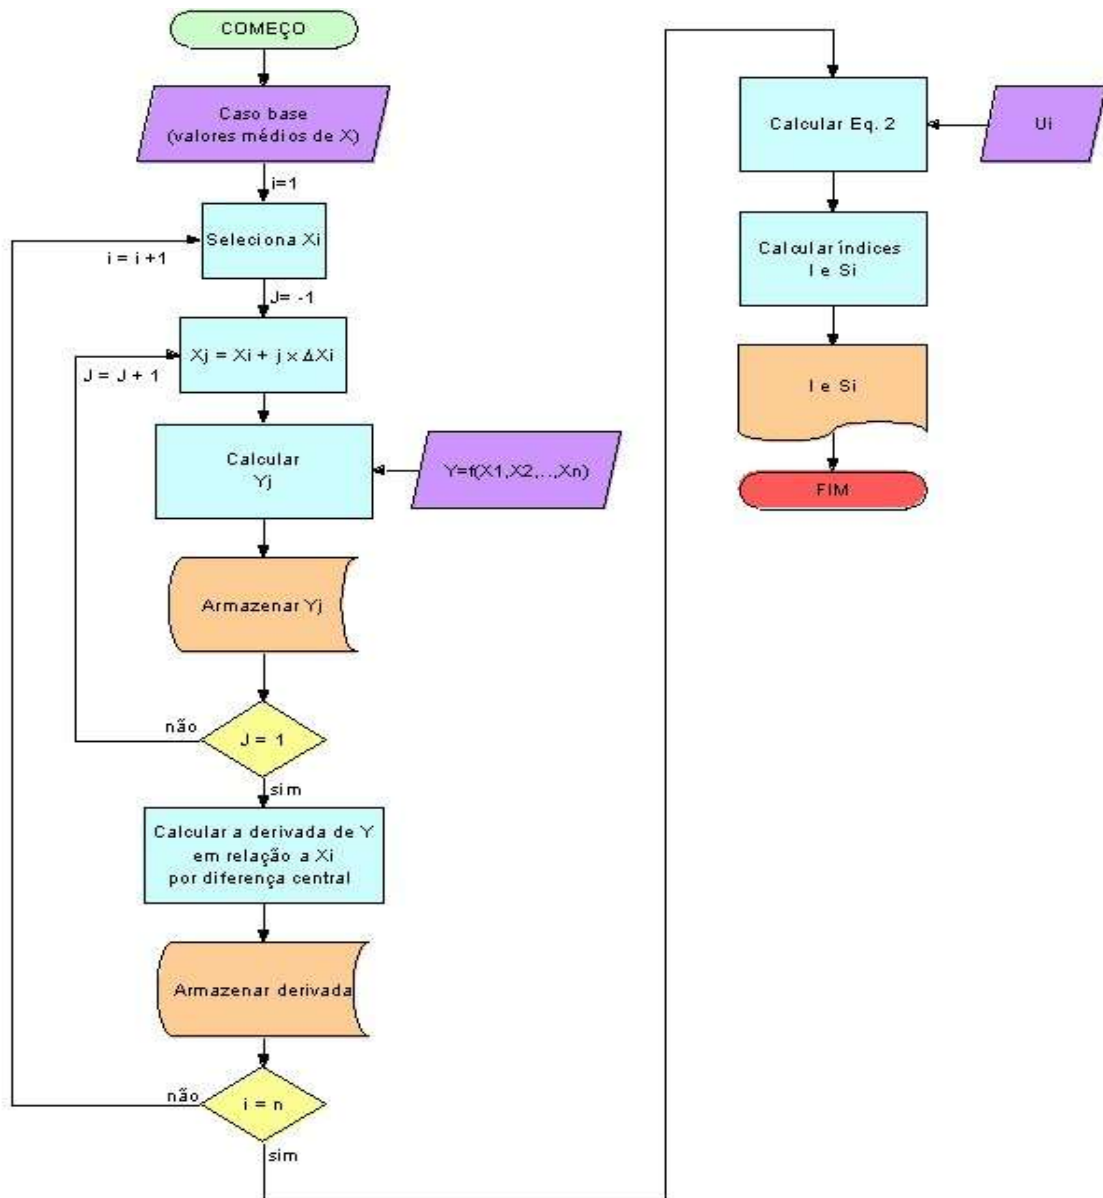 COMEÇO
Caso base
(valores médios de X)
i=1
Seleciona Xi
i = i +1
J= -1
Xj = Xi + j x ΔXi
J = J + 1
Calcular
Yj
Y=f(X1,X2,...,Xn)
Armazenar Yj
não
J = 1
sim
Calcular a derivada de Y
em relação a Xi
por diferença central
Armazenar derivada
não
i = n
sim
Calcular Eq. 2
Ui
Calcular índices
I e Si
I e Si
FIM